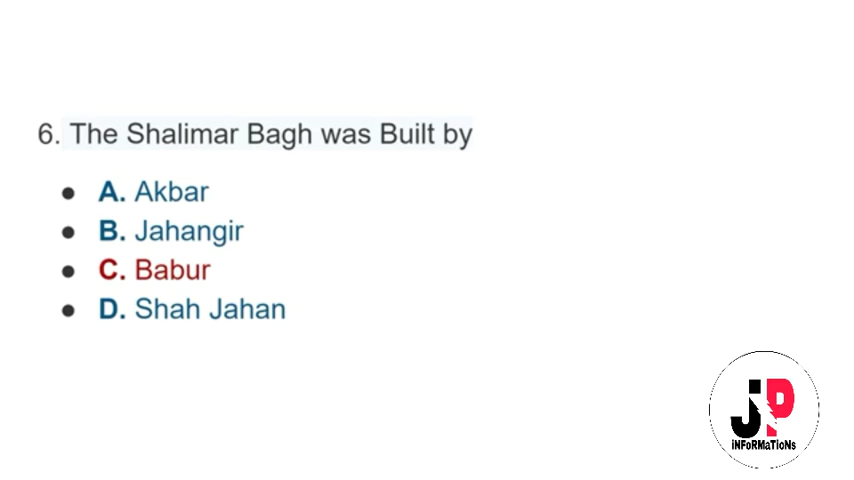 6. The Shalimar Bagh was Built by
● A. Akbar
● B. Jahangir
● C. Babur
● D. Shah Jahan
JP
iNFoRMaTioNs